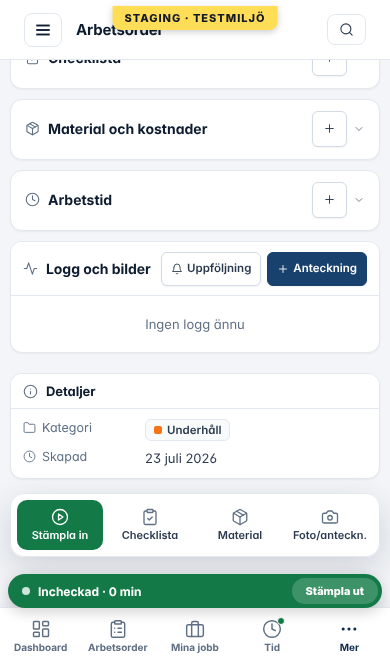 STAGING · TESTMILJÖ
Arbetsorder
Checklista
Material och kostnader
Arbetstid
Logg och bilder
Uppföljning
Anteckning
Ingen logg ännu
Detaljer
Kategori
Underhåll
Skapad
23 juli 2026
Stämpla in
Checklista
Material
Foto/anteckn.
Incheckad · 0 min
Stämpla ut
Dashboard
Arbetsorder
Mina jobb
Tid
Mer